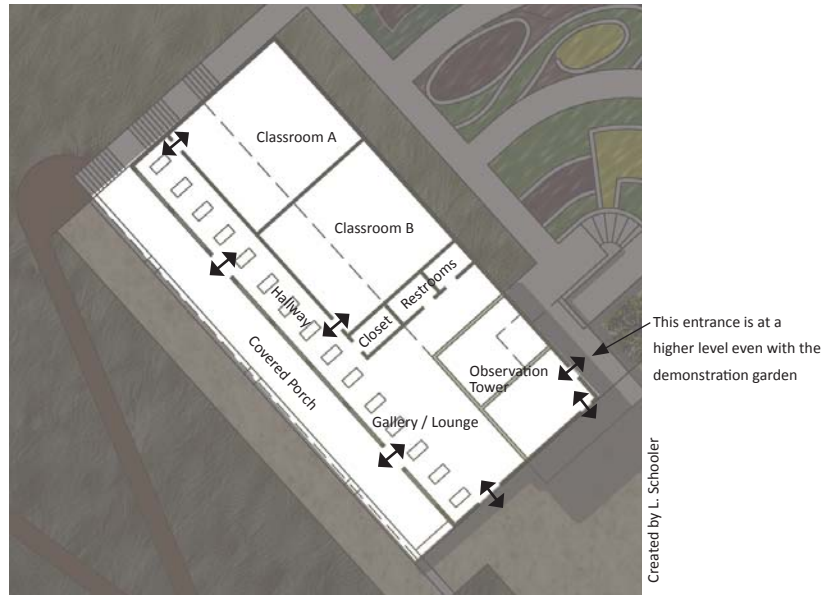 Classroom A
Classroom B
Restrooms
Closet
Hallway
Covered Porch
Observation
Tower
Gallery / Lounge
This entrance is at a
higher level even with the
demonstration garden
Created by L. Schooler